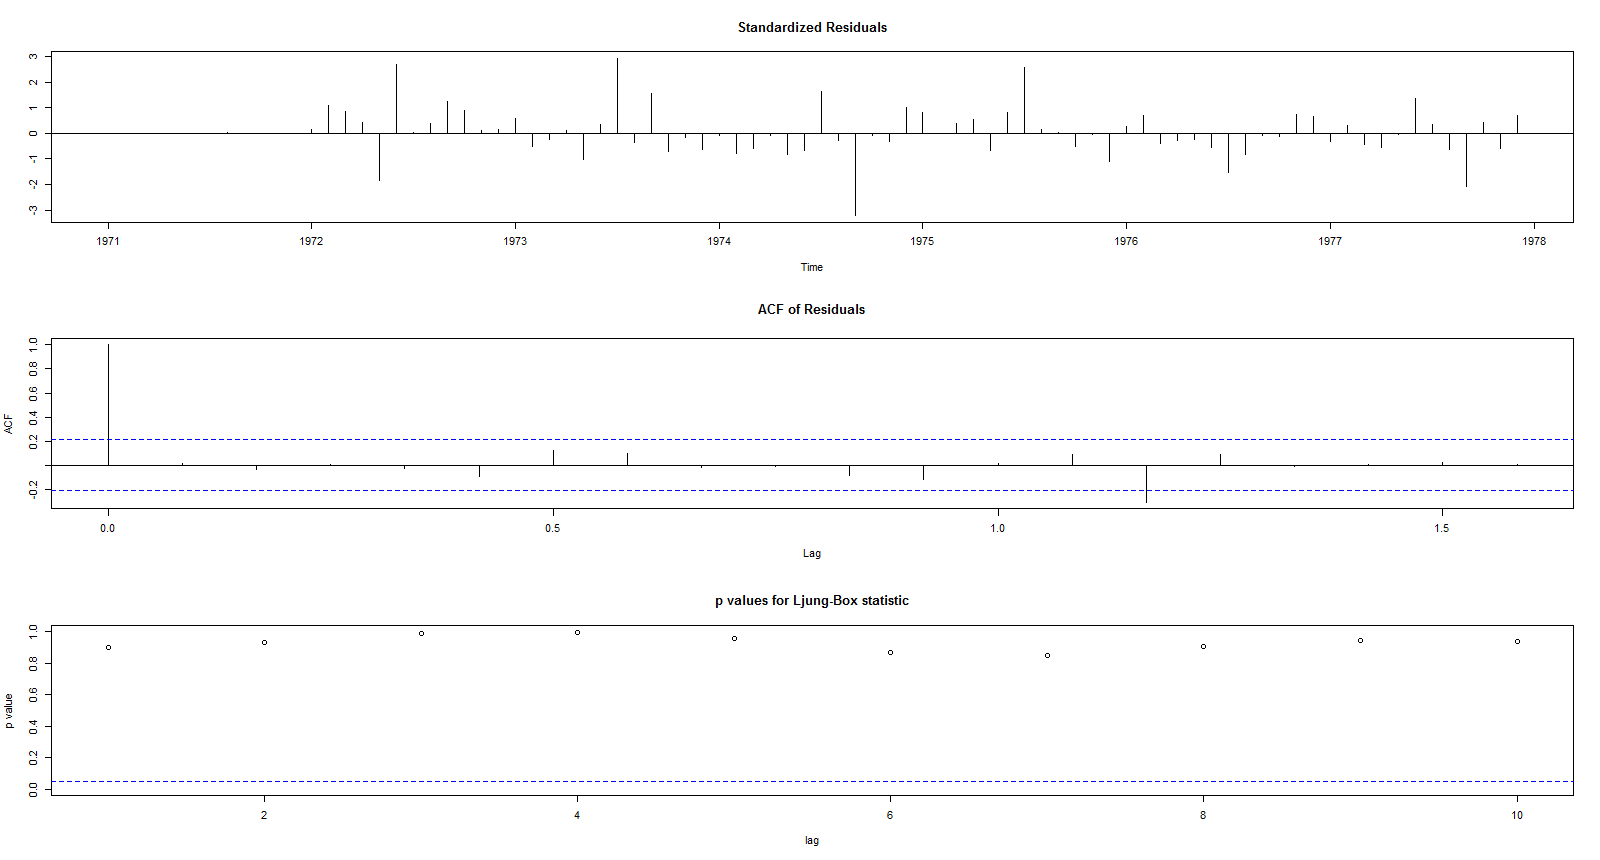 Standardized Residuals
3
2
1
0
-1
-2
-3
1971 1972 1973 1974 1975 1976 1977 1978
Time
ACF of Residuals
ACF
1.0
0.8
0.6
0.4
0.2
-0.2
0.0 0.5 1.0 1.5
Lag
p values for Ljung-Box statistic
p value
1.0
0.8
0.6
0.4
0.2
0.0
2 4 6 8 10
lag